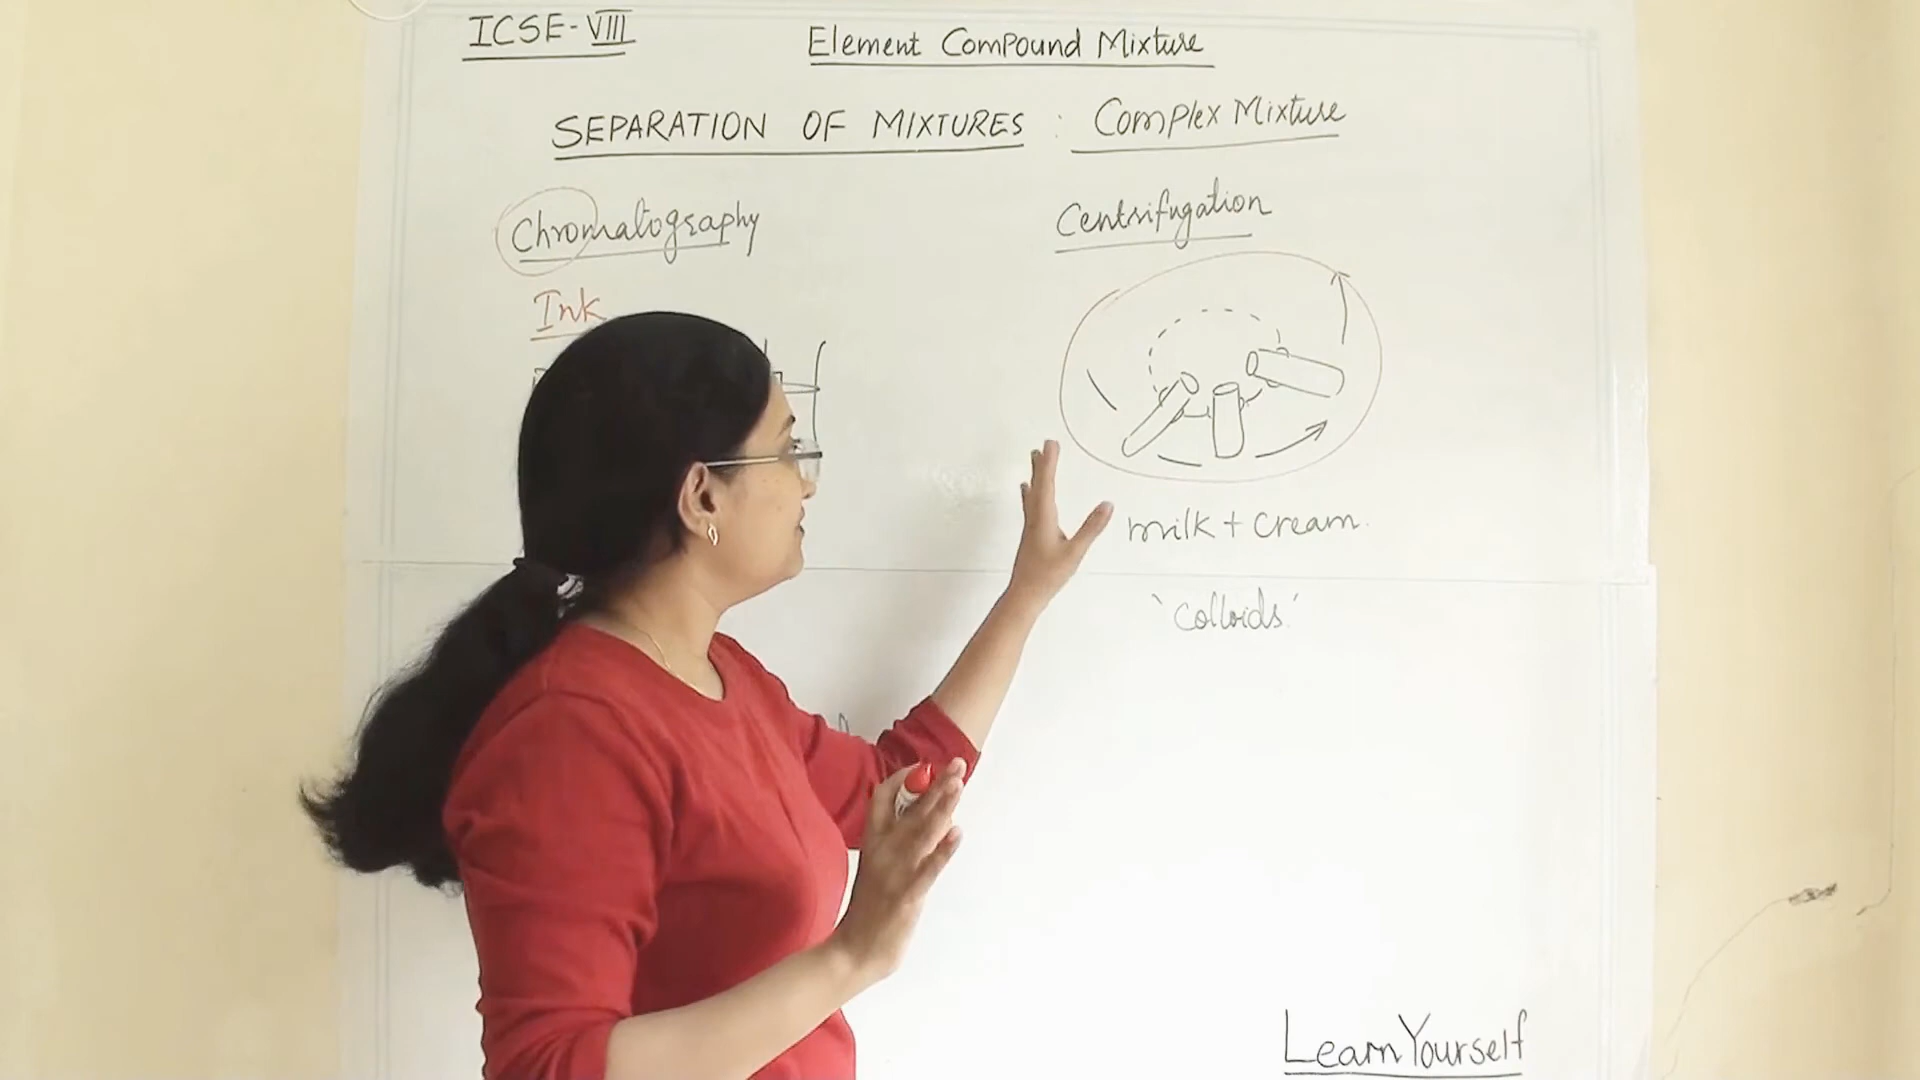 ICSE-VIII
Element Compound Mixture
SEPARATION OF MIXTURES : Complex Mixture
Chromatography
Centrifugation
Ink
milk + cream.
'colloids'
LearnYourself